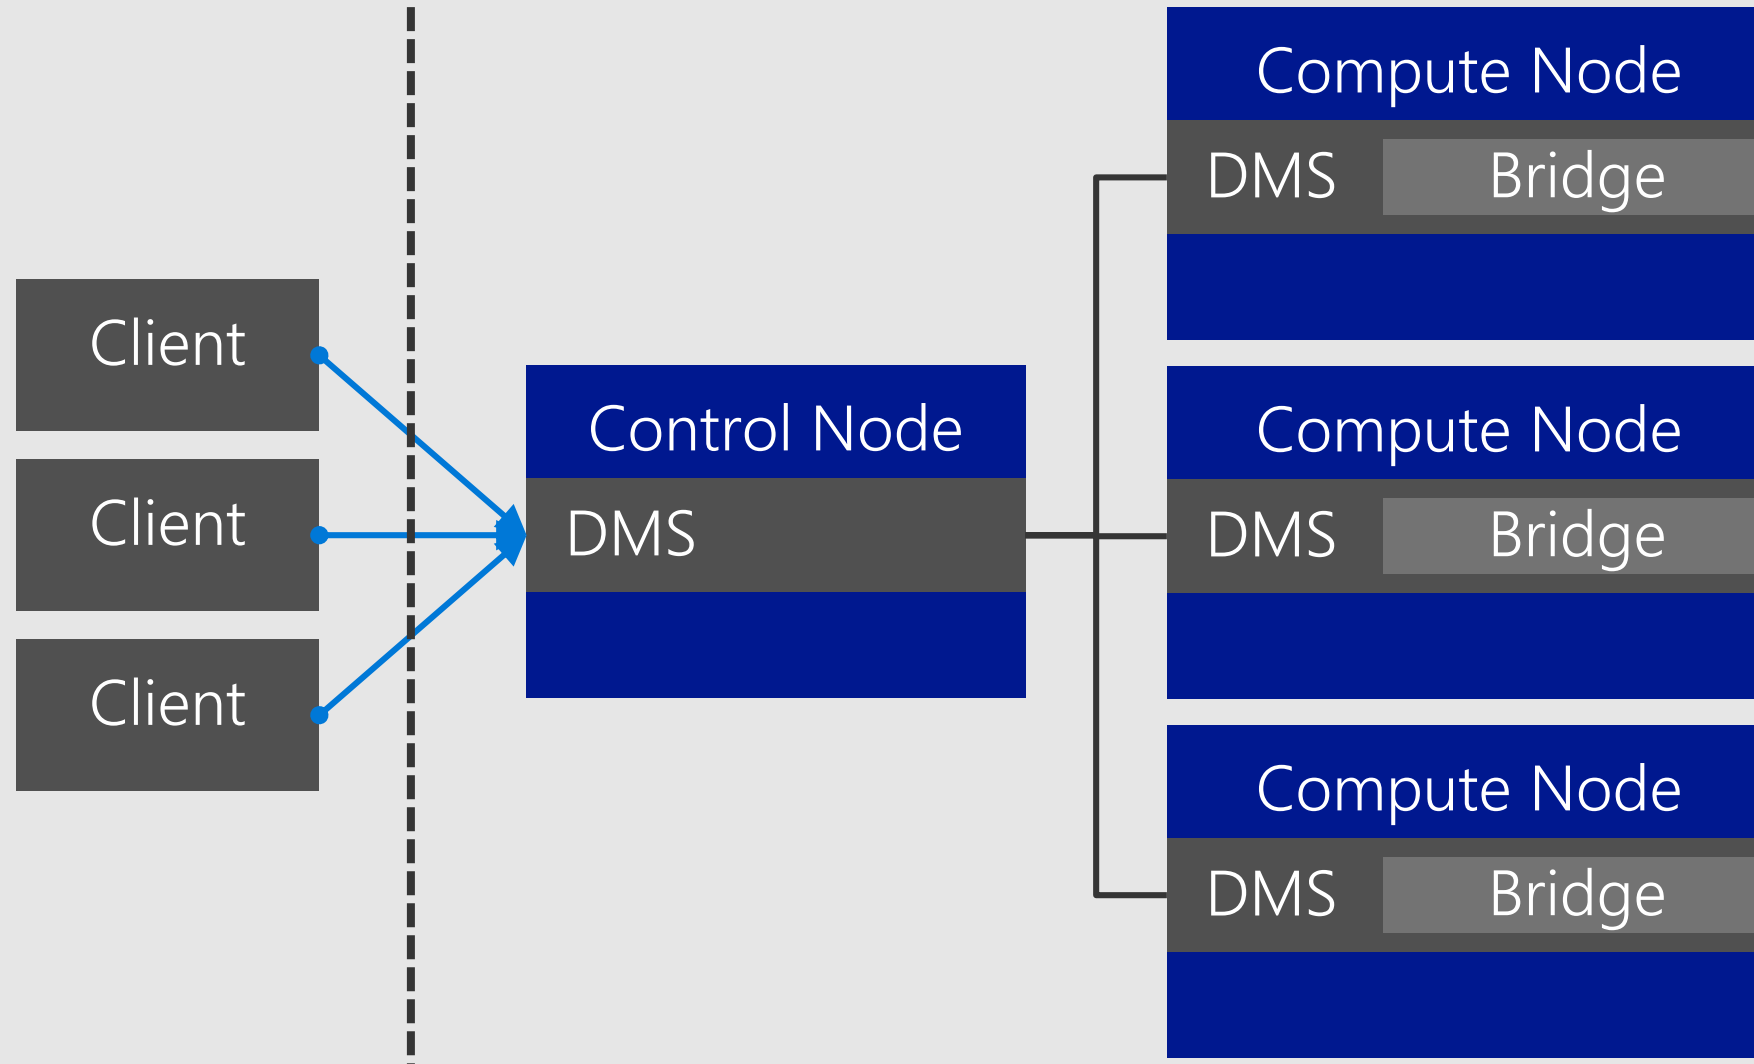 Client
Client
Client
Control Node
DMS
Compute Node
DMS Bridge
Compute Node
DMS Bridge
Compute Node
DMS Bridge